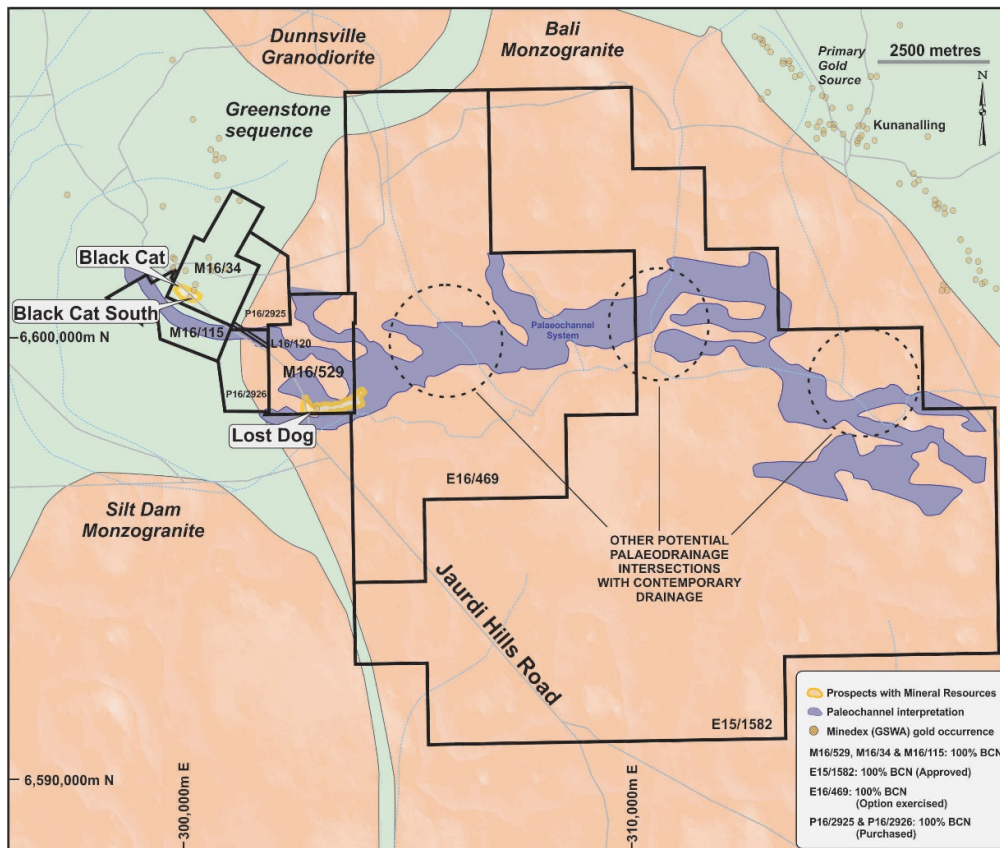 Dunnsville
Granodiorite
Bali
Monzogranite
Primary
Gold
Source
2500 metres
N
Kunanalling
Greenstone
sequence
Black Cat
M16/34
Black Cat South
P16/2925
M16/115
L16/120
Palaeochannel
System
6,600,000m N
M16/529
P16/2926
Lost Dog
E16/469
Silt Dam
Monzogranite
OTHER POTENTIAL
PALAEODRAINAGE
INTERSECTIONS
WITH CONTEMPORARY
DRAINAGE
Jaurdi Hills Road
E15/1582
6,590,000m N
300,000m E
310,000m E
Prospects with Mineral Resources
Paleochannel interpretation
Minedex (GSWA) gold occurrence
M16/529, M16/34 & M16/115: 100% BCN
E15/1582: 100% BCN (Approved)
E16/469: 100% BCN
(Option exercised)
P16/2925 & P16/2926: 100% BCN
(Purchased)